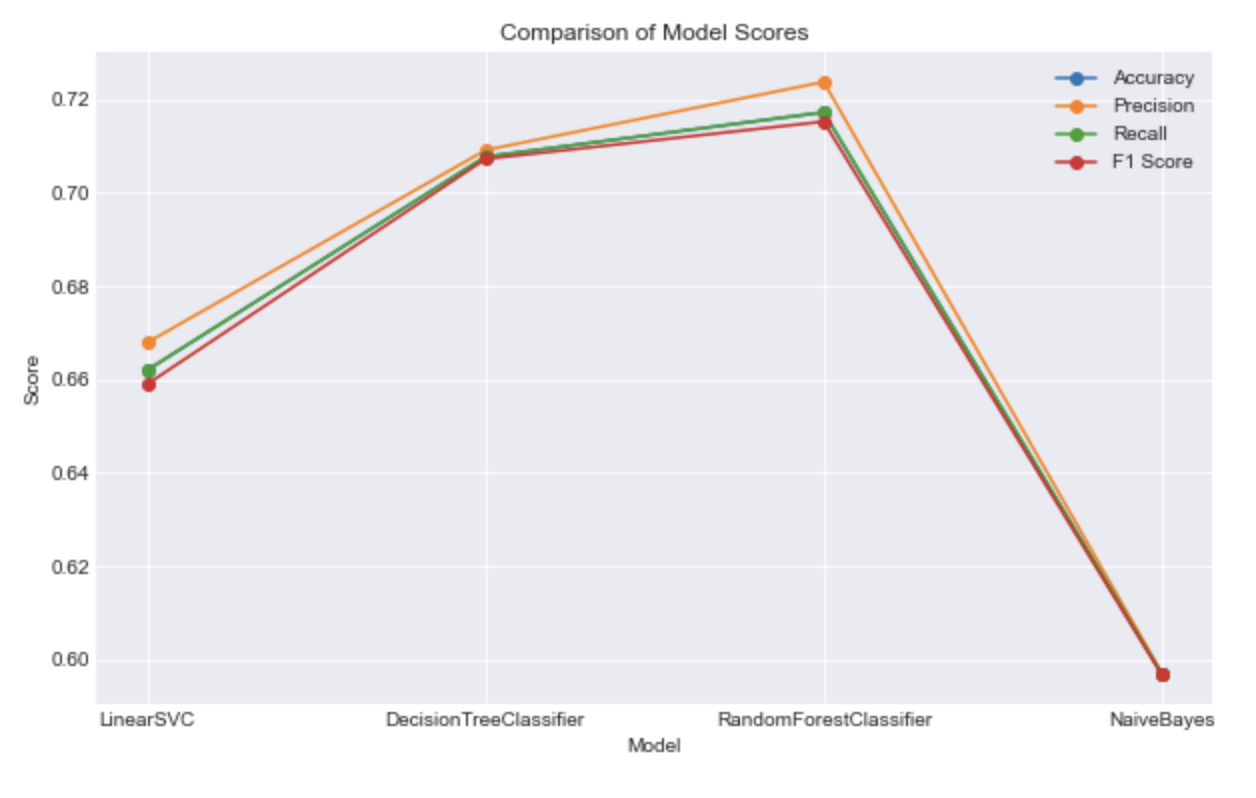 Comparison of Model Scores
Accuracy
Precision
Recall
F1 Score
0.72
0.70
0.68
0.66
0.64
0.62
0.60
Score
LinearSVC DecisionTreeClassifier RandomForestClassifier NaiveBayes
Model